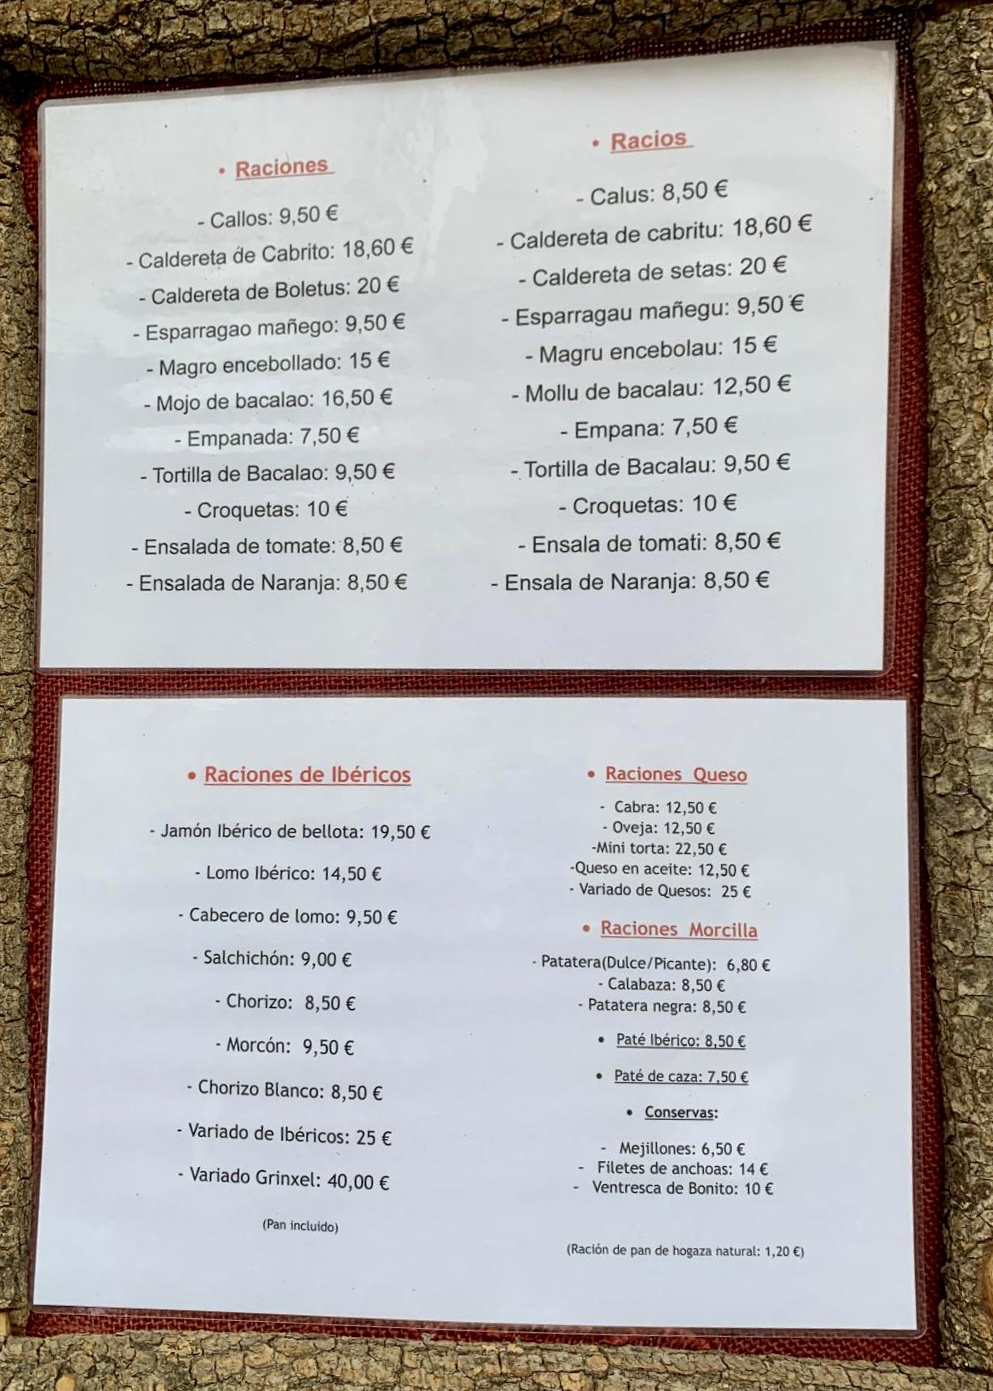 • Raciones
- Callos: 9,50 €
- Caldereta de Cabrito: 18,60 €
- Caldereta de Boletus: 20 €
- Esparragao mañego: 9,50 €
- Magro encebollado: 15 €
- Mojo de bacalao: 16,50 €
- Empanada: 7,50 €
- Tortilla de Bacalao: 9,50 €
- Croquetas: 10 €
- Ensalada de tomate: 8,50 €
- Ensalada de Naranja: 8,50 €
• Racios
- Calus: 8,50 €
- Caldereta de cabritu: 18,60 €
- Caldereta de setas: 20 €
- Esparragau mañegu: 9,50 €
- Magru encebolau: 15 €
- Mollu de bacalau: 12,50 €
- Empana: 7,50 €
- Tortilla de Bacalau: 9,50 €
- Croquetas: 10 €
- Ensala de tomati: 8,50 €
- Ensala de Naranja: 8,50 €
• Raciones de Ibéricos
- Jamón Ibérico de bellota: 19,50 €
- Lomo Ibérico: 14,50 €
- Cabecero de lomo: 9,50 €
- Salchichón: 9,00 €
- Chorizo: 8,50 €
- Morcón: 9,50 €
- Chorizo Blanco: 8,50 €
- Variado de Ibéricos: 25 €
- Variado Grinxel: 40,00 €
(Pan incluido)
• Raciones Queso
- Cabra: 12,50 €
- Oveja: 12,50 €
-Mini torta: 22,50 €
-Queso en aceite: 12,50 €
- Variado de Quesos: 25 €
• Raciones Morcilla
- Patatera(Dulce/Picante): 6,80 €
- Calabaza: 8,50 €
- Patatera negra: 8,50 €
• Paté Ibérico: 8,50 €
• Paté de caza: 7,50 €
• Conservas:
- Mejillones: 6,50 €
- Filetes de anchoas: 14 €
- Ventresca de Bonito: 10 €
(Ración de pan de hogaza natural: 1,20 €)